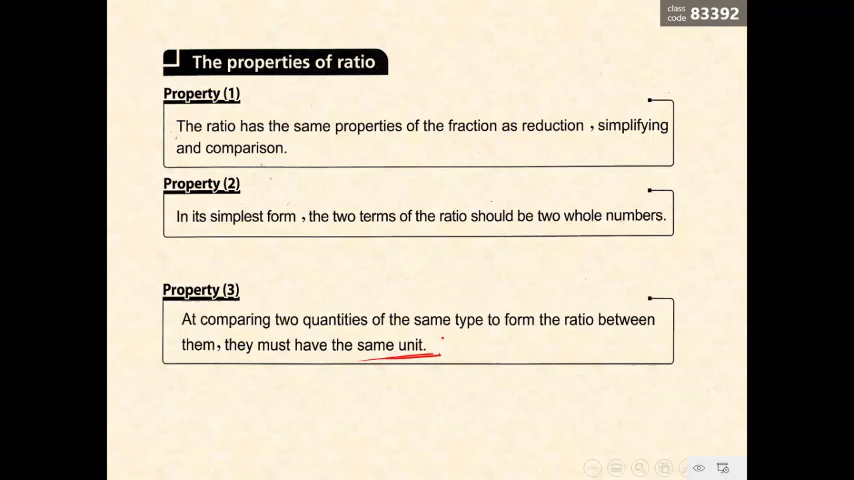 class
code 83392
The properties of ratio
Property (1)
The ratio has the same properties of the fraction as reduction , simplifying
and comparison.
Property (2)
In its simplest form , the two terms of the ratio should be two whole numbers.
Property (3)
At comparing two quantities of the same type to form the ratio between
them, they must have the same unit.